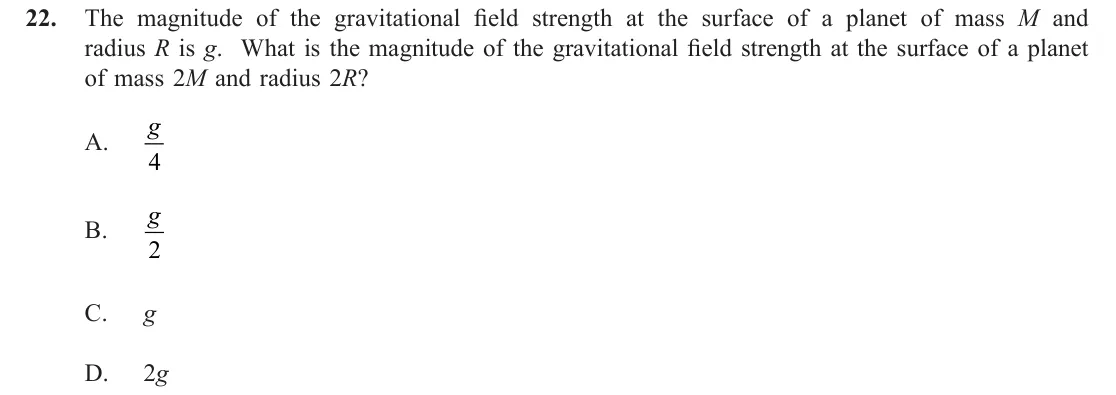 22. The magnitude of the gravitational field strength at the surface of a planet of mass M and
radius R is g. What is the magnitude of the gravitational field strength at the surface of a planet
of mass 2M and radius 2R?
A. g/4
B. g/2
C. g
D. 2g